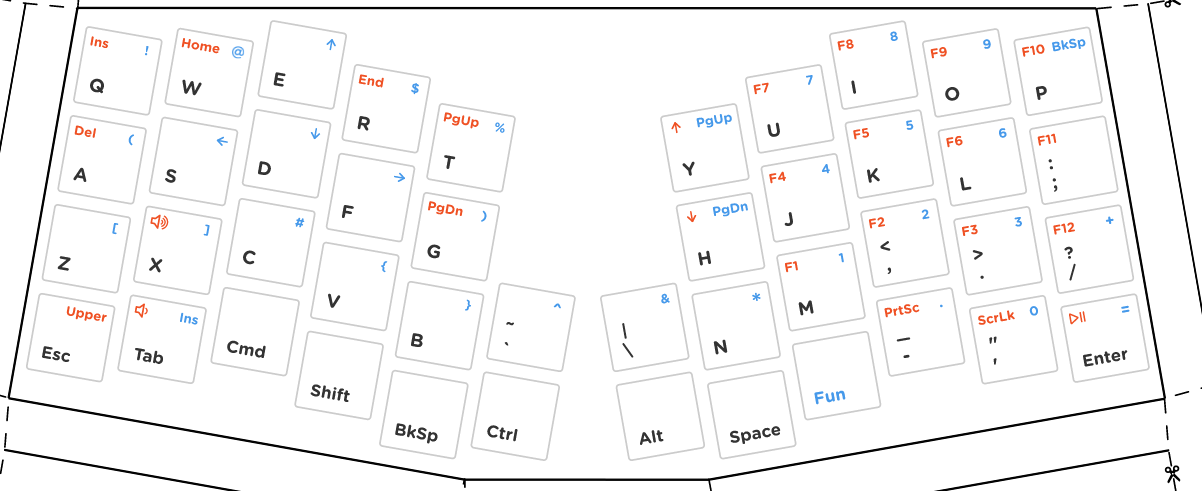 Ins !
Q
Home @
W
↑
E
End $
R
PgUp %
T
↑ PgUp
Y
F7 7
U
F8 8
I
F9 9
O
F10 BkSp
P
Del (
A
←
S
↓
D
→
F
PgDn )
G
↓ PgDn
H
F4 4
J
F5 5
K
F6 6
L
F11
:
;
[
Z
]
X
#
C
{
V
}
B
^
~
`
&
|
\
*
N
F1 1
M
F2 2
<
,
F3 3
>
.
F12 +
?
/
Upper
Esc
Ins
Tab
Cmd
Shift
BkSp
Ctrl
Alt
Space
Fun
PrtSc .
_
-
ScrLk 0
"
'
=
Enter